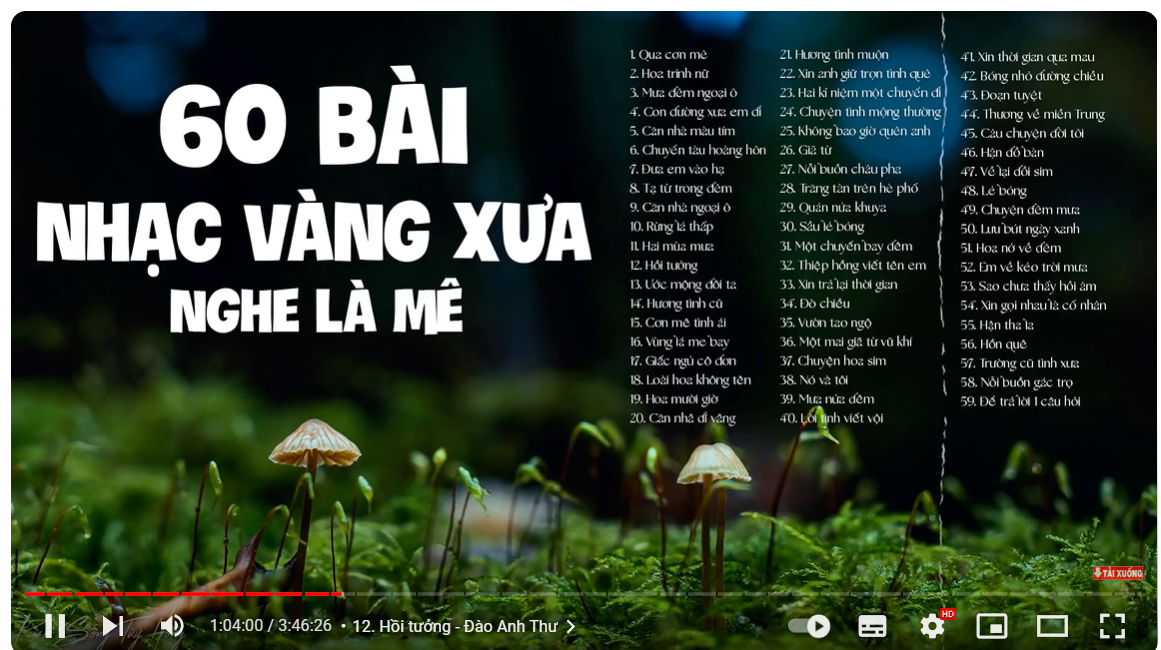 60 BÀI
NHẠC VÀNG XƯA
NGHE LÀ MÊ
1. Qua cơn mê
2. Hoa trinh nữ
3. Mưa đêm ngoại ô
4. Con đường xưa em đi
5. Căn nhà màu tím
6. Chuyến tàu hoàng hôn
7. Đưa em vào hạ
8. Tạ từ trong đêm
9. Căn nhà ngoại ô
10. Rừng lá thấp
11. Hai mùa mưa
12. Hồi tưởng
13. Ước mộng đôi ta
14. Hương tình cũ
15. Cơn mê tình ái
16. Vùng lá me bay
17. Giấc ngủ cô đơn
18. Loài hoa không tên
19. Hoa mười giờ
20. Căn nhà dĩ vãng
21. Hương tình muộn
22. Xin anh giữ trọn tình quê
23. Hai kỉ niệm một chuyến đi
24. Chuyện tình mộng thường
25. Không bao giờ quên anh
26. Giã từ
27. Nỗi buồn châu pha
28. Trăng tàn trên hè phố
29. Quán nửa khuya
30. Sầu lẻ bóng
31. Một chuyến bay đêm
32. Thiệp hồng viết tên em
33. Xin trả lại thời gian
34. Đò chiều
35. Vườn tao ngộ
36. Một mai giã từ vũ khí
37. Chuyện hoa sim
38. Nó và tôi
39. Mưa nửa đêm
40. Lối tình viết vội
41. Xin thời gian qua mau
42. Bóng nhỏ đường chiều
43. Đoạn tuyệt
44. Thương về miền Trung
45. Câu chuyện đời tôi
46. Hận đồ bàn
47. Về lại đồi sim
48. Lẻ bóng
49. Chuyện đêm mưa
50. Lưu bút ngày xanh
51. Hoa nở về đêm
52. Em về kẻo trời mưa
53. Sao chưa thấy hồi âm
54. Xin gọi nhau là cố nhân
55. Hận tha la
56. Hồn quê
57. Trường cũ tình xưa
58. Nỗi buồn gác trọ
59. Để trả lời 1 câu hỏi
TẢI XUỐNG
1:04:00 / 3:46:26 • 12. Hồi tưởng - Đào Anh Thư
HD